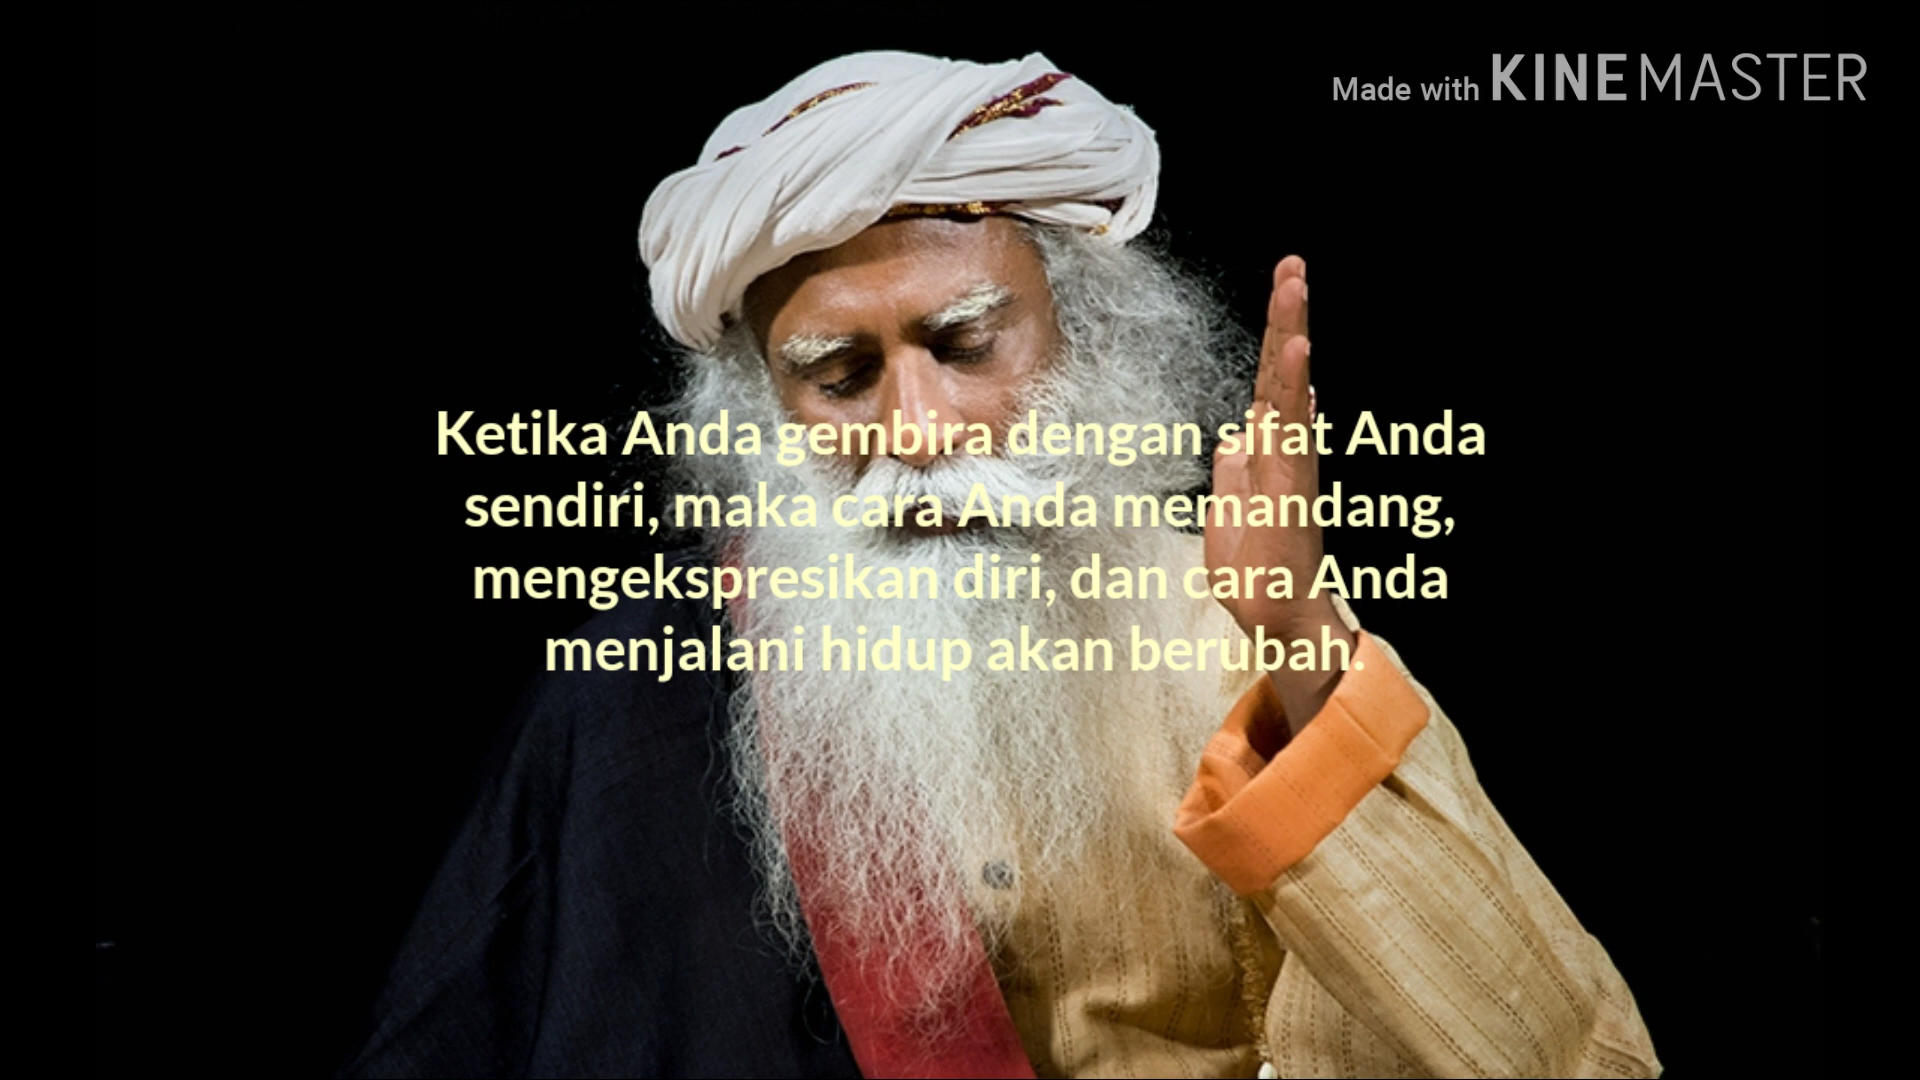 Made with KINEMASTER
Ketika Anda gembira dengan sifat Anda
sendiri, maka cara Anda memandang,
mengekspresikan diri, dan cara Anda
menjalani hidup akan berubah.